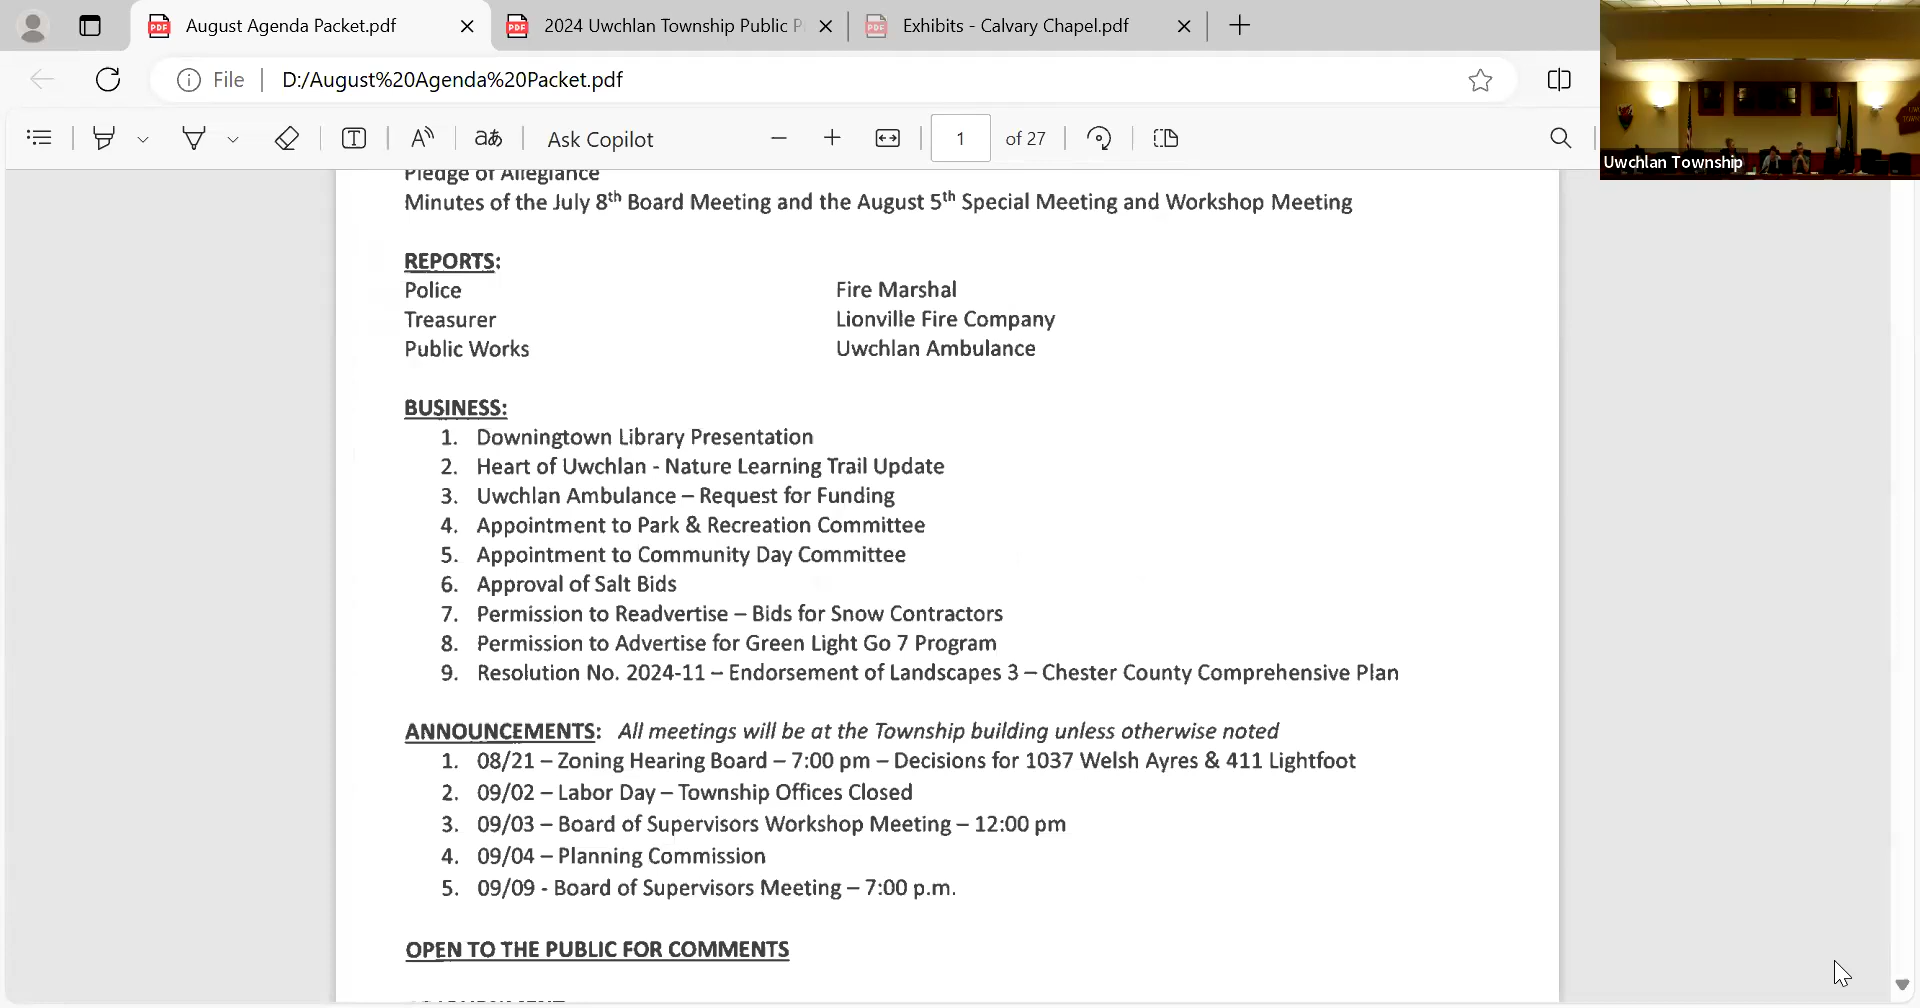 August Agenda Packet.pdf
2024 Uwchlan Township Public P
Exhibits - Calvary Chapel.pdf
File
D:/August%20Agenda%20Packet.pdf
Ask Copilot
1 of 27
Uwchlan Township
Pledge of Allegiance
Minutes of the July 8th Board Meeting and the August 5th Special Meeting and Workshop Meeting
REPORTS:
Police
Fire Marshal
Treasurer
Lionville Fire Company
Public Works
Uwchlan Ambulance
BUSINESS:
1. Downingtown Library Presentation
2. Heart of Uwchlan - Nature Learning Trail Update
3. Uwchlan Ambulance – Request for Funding
4. Appointment to Park & Recreation Committee
5. Appointment to Community Day Committee
6. Approval of Salt Bids
7. Permission to Readvertise – Bids for Snow Contractors
8. Permission to Advertise for Green Light Go 7 Program
9. Resolution No. 2024-11 – Endorsement of Landscapes 3 – Chester County Comprehensive Plan
ANNOUNCEMENTS: All meetings will be at the Township building unless otherwise noted
1. 08/21 – Zoning Hearing Board – 7:00 pm – Decisions for 1037 Welsh Ayres & 411 Lightfoot
2. 09/02 – Labor Day – Township Offices Closed
3. 09/03 – Board of Supervisors Workshop Meeting – 12:00 pm
4. 09/04 – Planning Commission
5. 09/09 - Board of Supervisors Meeting – 7:00 p.m.
OPEN TO THE PUBLIC FOR COMMENTS